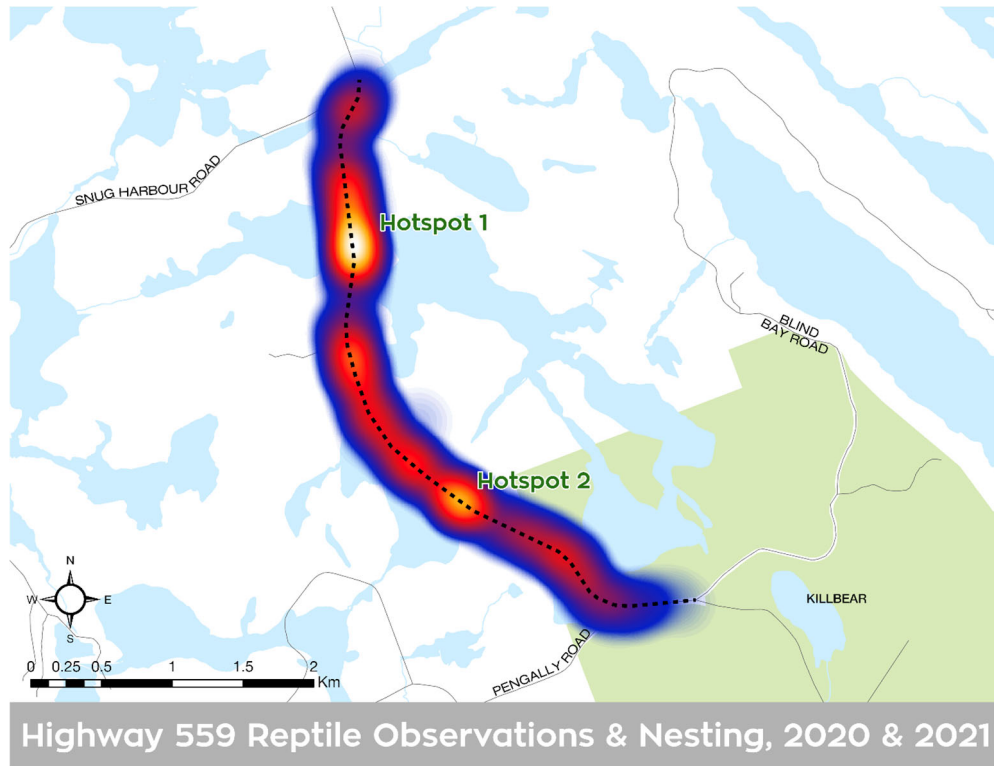 SNUG HARBOUR ROAD
Hotspot 1
BLIND
BAY ROAD
Hotspot 2
N
W E
S
KILLBEAR
PENGALLY ROAD
0 0.25 0.5 1 1.5 2
Km
Highway 559 Reptile Observations & Nesting, 2020 & 2021